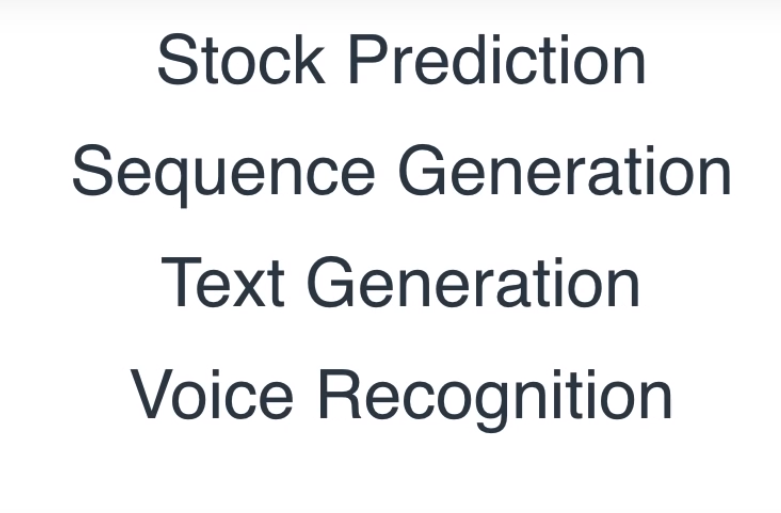 Stock Prediction
Sequence Generation
Text Generation
Voice Recognition